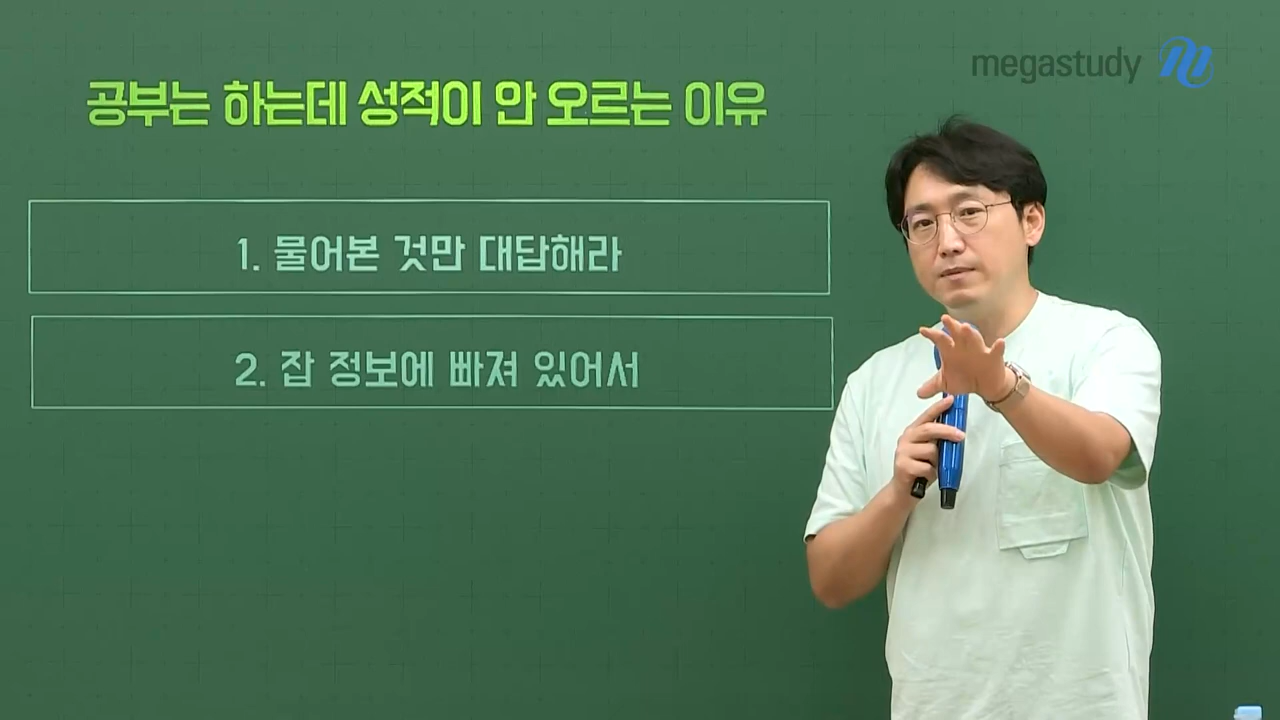 megastudy
공부는 하는데 성적이 안 오르는 이유
1. 물어본 것만 대답해라
2. 잡 정보에 빠져 있어서